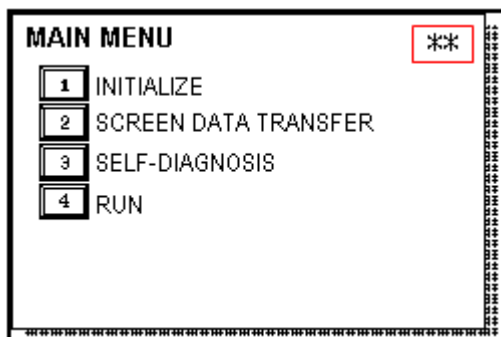 MAIN MENU
**
1 INITIALIZE
2 SCREEN DATA TRANSFER
3 SELF-DIAGNOSIS
4 RUN